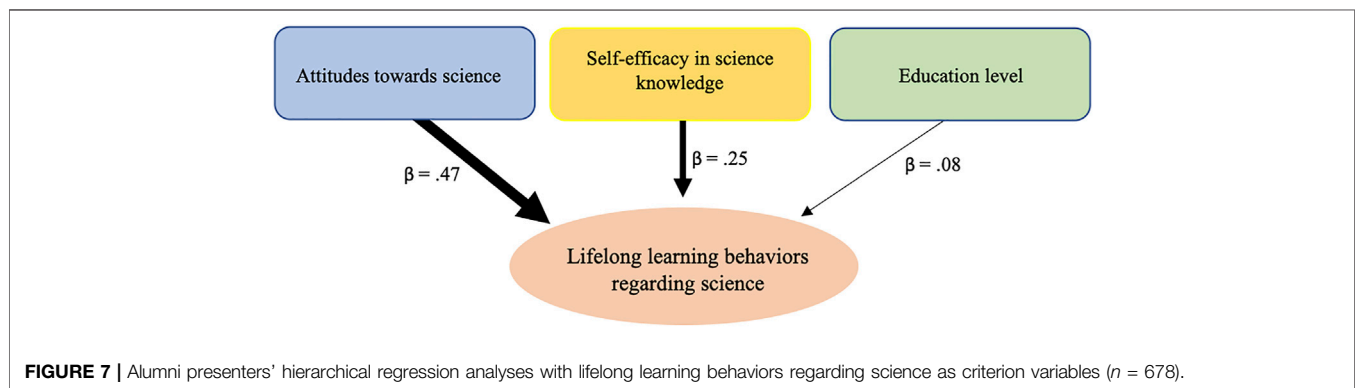 Attitudes towards science
Self-efficacy in science
knowledge
Education level
β = .47
β = .25
β = .08
Lifelong learning behaviors
regarding science
FIGURE 7 | Alumni presenters’ hierarchical regression analyses with lifelong learning behaviors regarding science as criterion variables (n = 678).